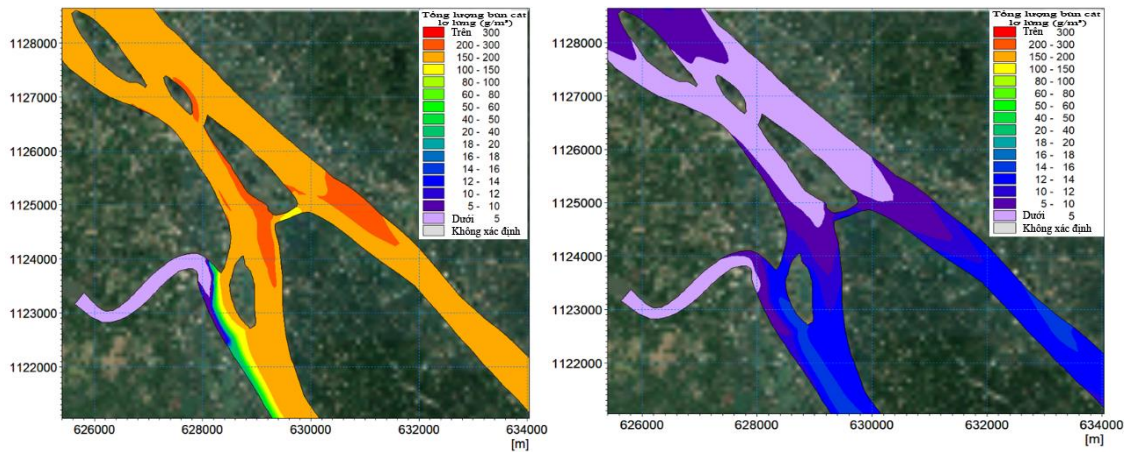 Tổng lượng bùn cát
lơ lửng (g/m³)
Trên 300
200 - 300
150 - 200
100 - 150
80 - 100
60 - 80
50 - 60
40 - 50
20 - 40
18 - 20
16 - 18
14 - 16
12 - 14
10 - 12
5 - 10
Dưới 5
Không xác định
1128000
1127000
1126000
1125000
1124000
1123000
1122000
626000 628000 630000 632000 634000
[m]
Tổng lượng bùn cát
lơ lửng (g/m³)
Trên 300
200 - 300
150 - 200
100 - 150
80 - 100
60 - 80
50 - 60
40 - 50
20 - 40
18 - 20
16 - 18
14 - 16
12 - 14
10 - 12
5 - 10
Dưới 5
Không xác định
1128000
1127000
1126000
1125000
1124000
1123000
1122000
626000 628000 630000 632000 634000
[m]